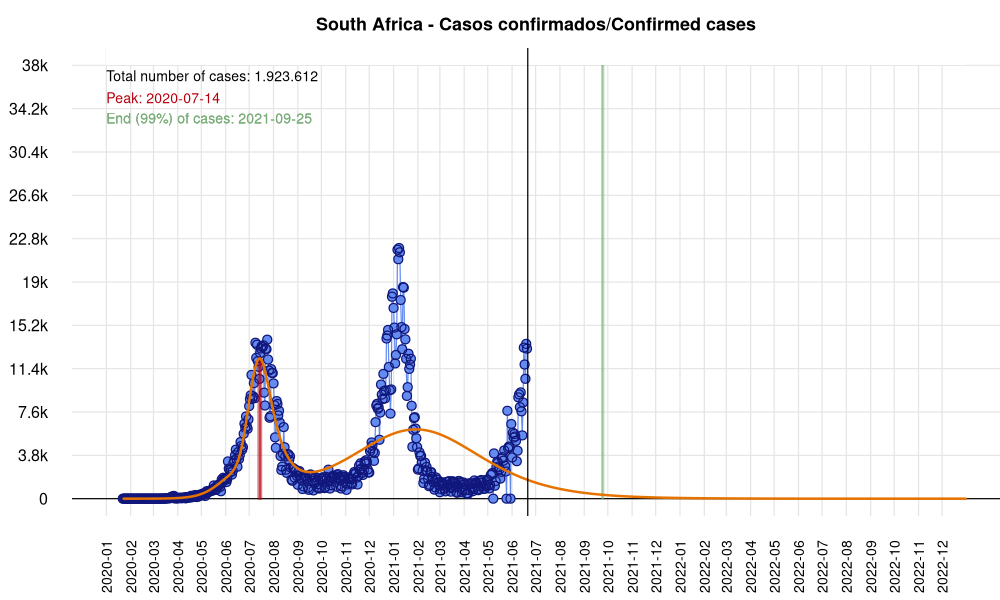 South Africa - Casos confirmados/Confirmed cases
Total number of cases: 1.923.612
Peak: 2020-07-14
End (99%) of cases: 2021-09-25
38k
34.2k
30.4k
26.6k
22.8k
19k
15.2k
11.4k
7.6k
3.8k
0
2020-01
2020-02
2020-03
2020-04
2020-05
2020-06
2020-07
2020-08
2020-09
2020-10
2020-11
2020-12
2021-01
2021-02
2021-03
2021-04
2021-05
2021-06
2021-07
2021-08
2021-09
2021-10
2021-11
2021-12
2022-01
2022-02
2022-03
2022-04
2022-05
2022-06
2022-07
2022-08
2022-09
2022-10
2022-11
2022-12